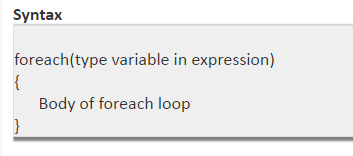 Syntax
foreach(type variable in expression)
{
Body of foreach loop
}